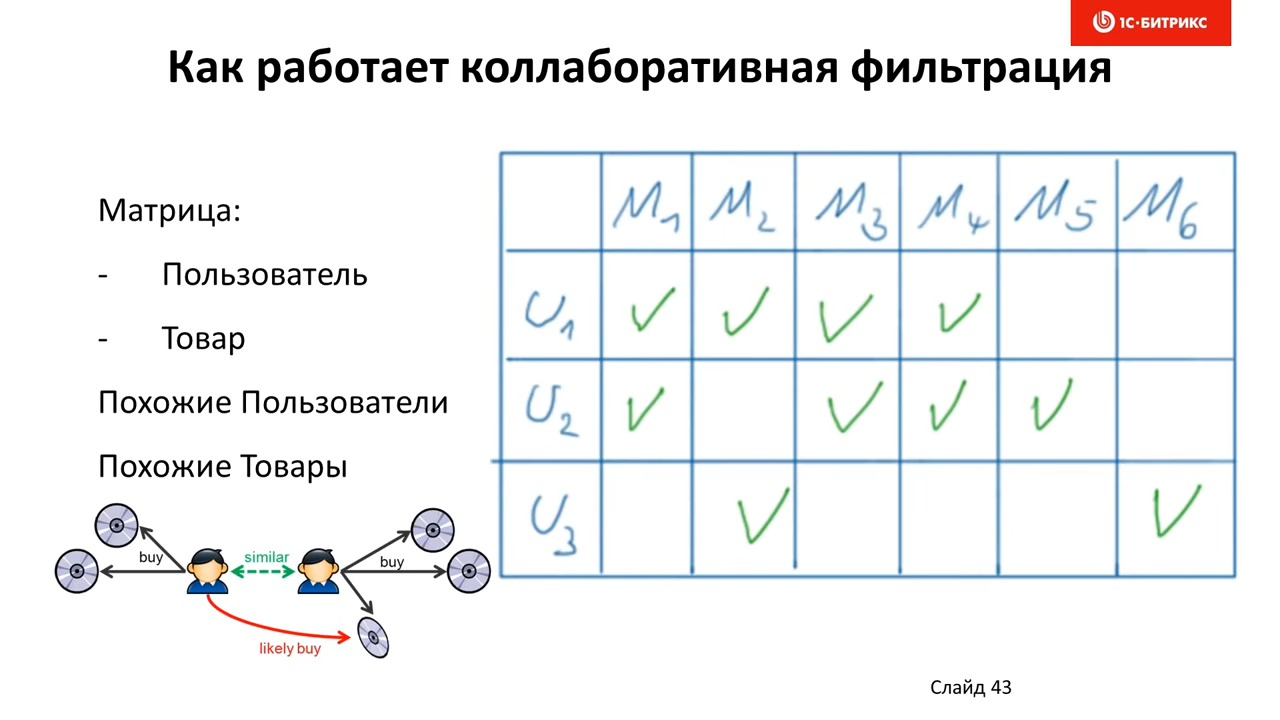 1С·БИТРИКС
Как работает коллаборативная фильтрация
Матрица:
- Пользователь
- Товар
Похожие Пользователи
Похожие Товары
buy
similar
buy
likely buy
M1 M2 M3 M4 M5 M6
U1 ✓ ✓ ✓ ✓
U2 ✓ ✓ ✓ ✓
U3 ✓ ✓
Слайд 43